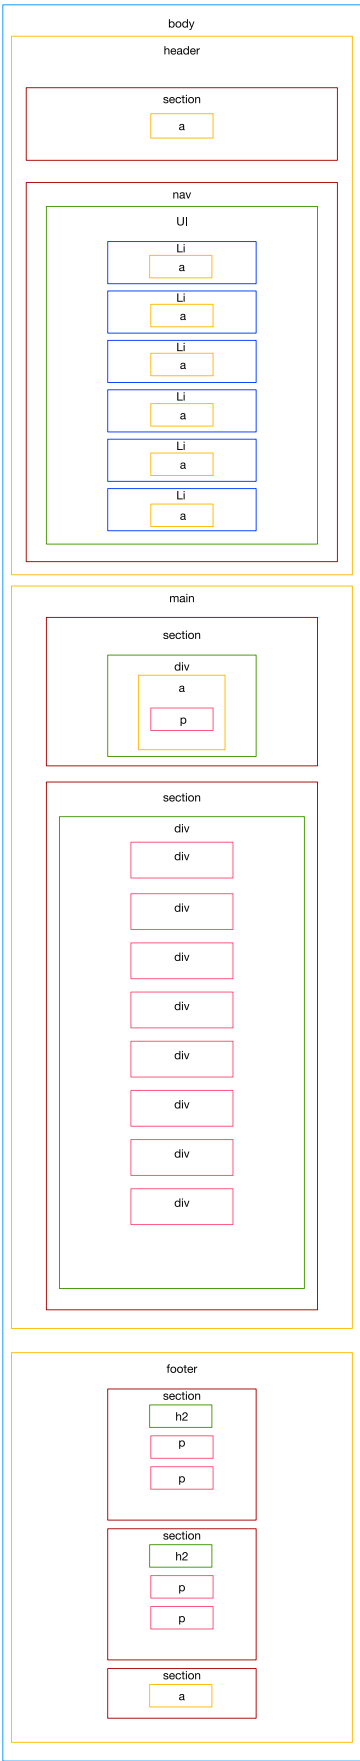 body
header
section
a
nav
UI
Li
a
Li
a
Li
a
Li
a
Li
a
Li
a
main
section
div
a
p
section
div
div
div
div
div
div
div
div
div
footer
section
h2
p
p
section
h2
p
p
section
a